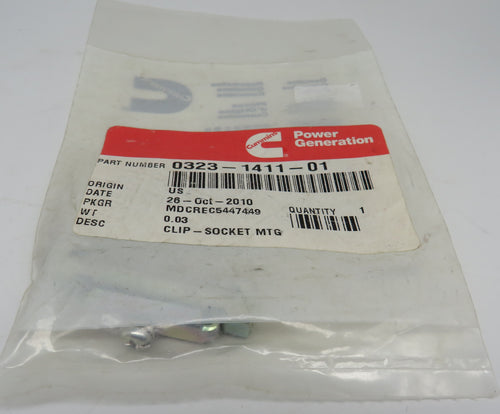 Cummins
Power
Generation
PART NUMBER 0323-1411-01
ORIGIN US
DATE 26-Oct-2010
PKGR MDCREC5447449
WT 0.03
DESC CLIP-SOCKET MTG
QUANTITY 1